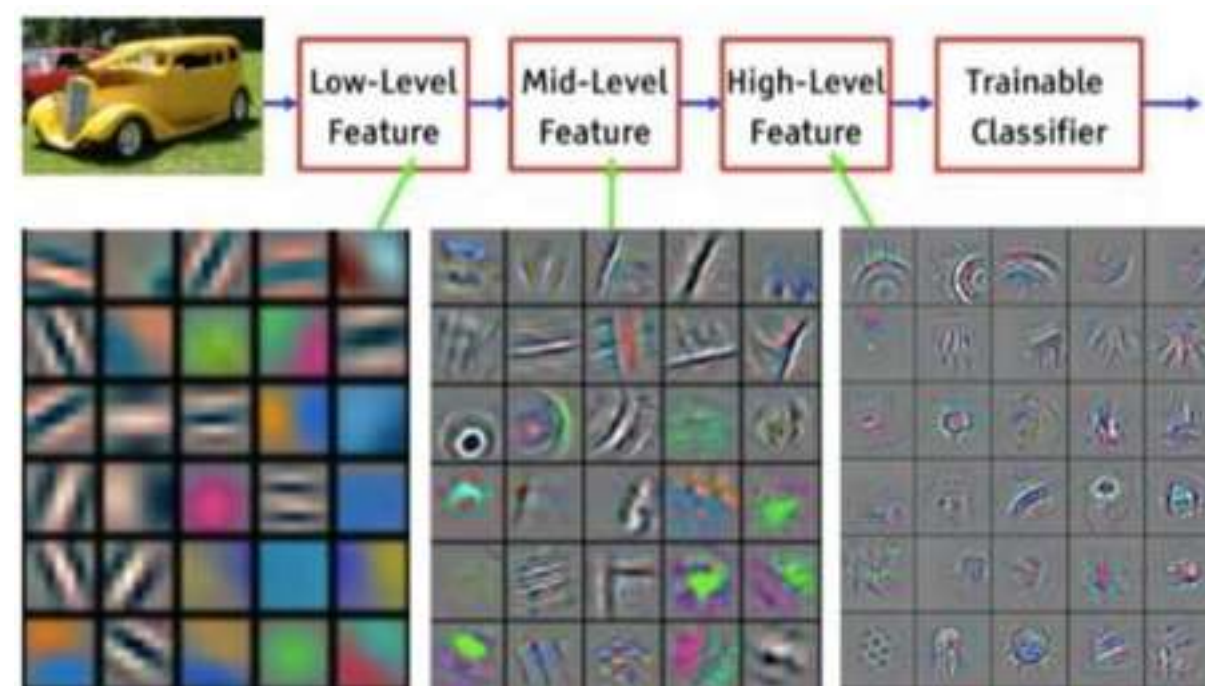 Low-Level
Feature
Mid-Level
Feature
High-Level
Feature
Trainable
Classifier